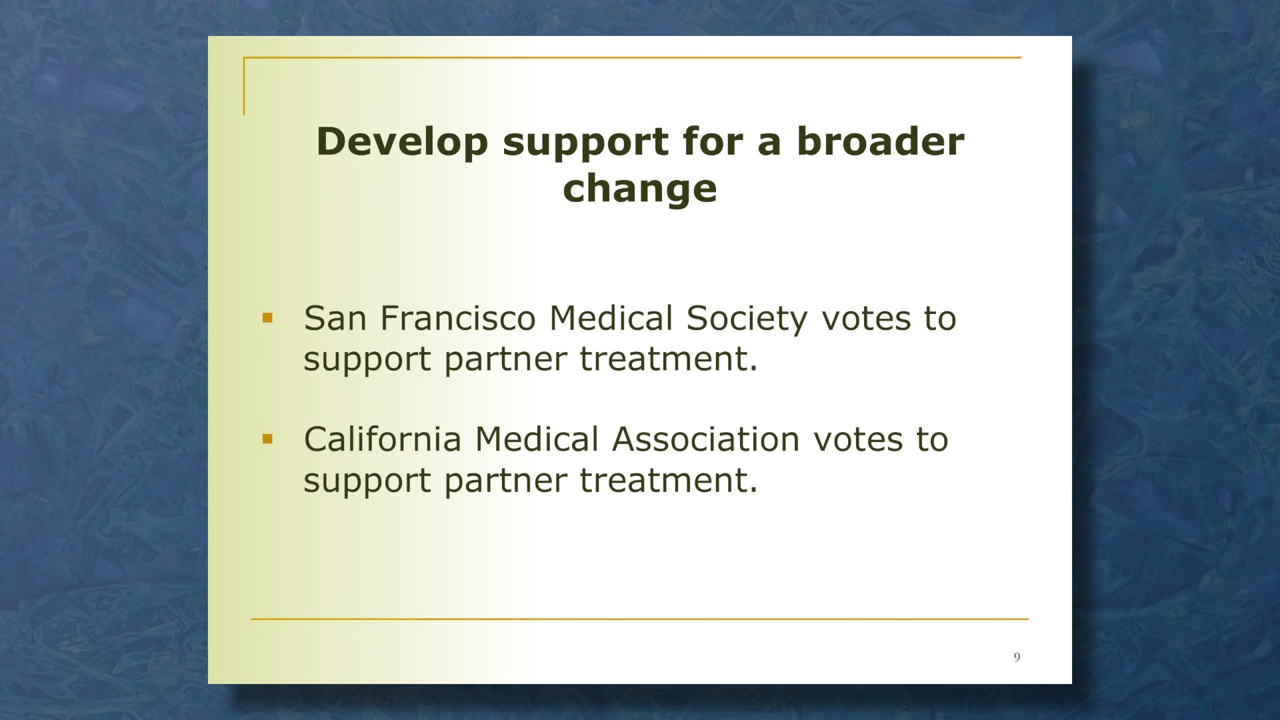 Develop support for a broader
change
▪ San Francisco Medical Society votes to
support partner treatment.
▪ California Medical Association votes to
support partner treatment.
9